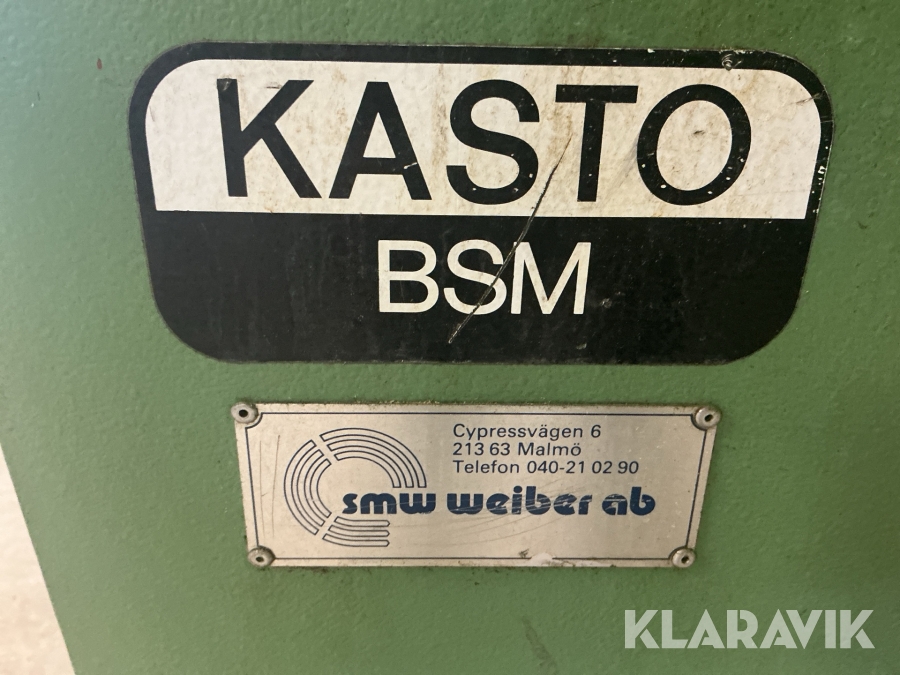 KASTO
BSM
Cypressvägen 6
213 63 Malmö
Telefon 040-21 02 90
smw weiber ab
KLARAVIK